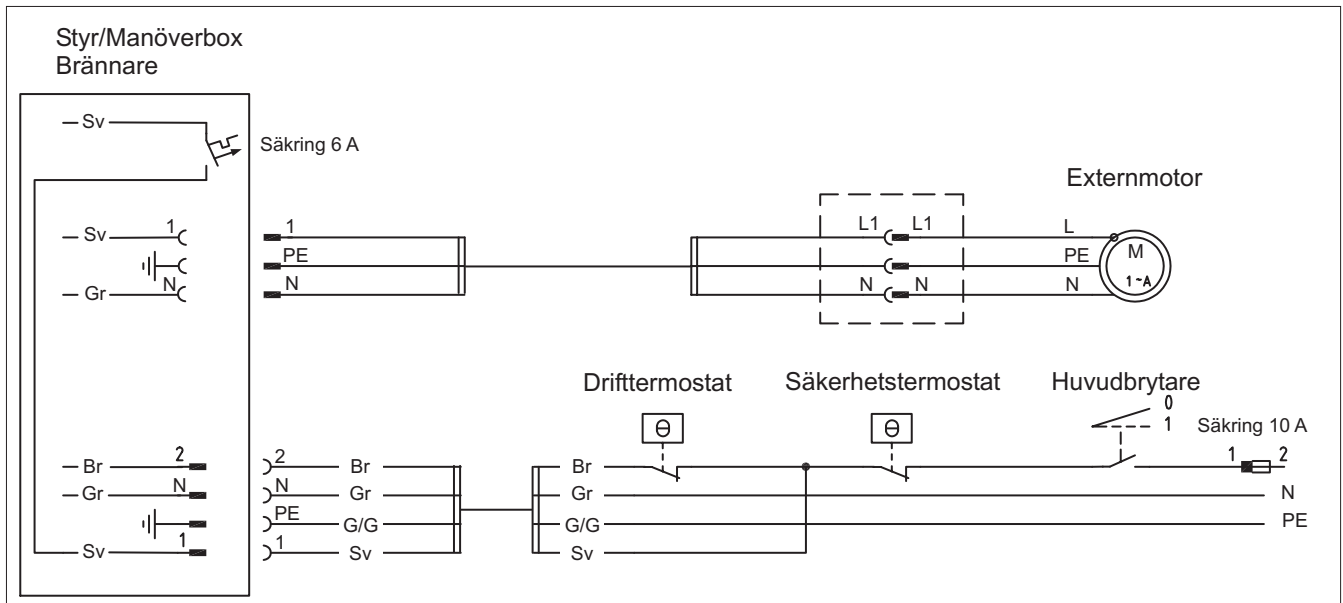 Styr/Manöverbox
Brännare
Sv
Säkring 6 A
Externmotor
Sv 1 1 L1 L1 L
PE PE
M
1~A
Gr N N N N N
Drifttermostat Säkerhetstermostat Huvudbrytare
0
1
Säkring 10 A
θ θ
1 2
Br 2 2 Br Br
Gr N N Gr Gr N
PE G/G G/G PE
Sv 1 1 Sv Sv